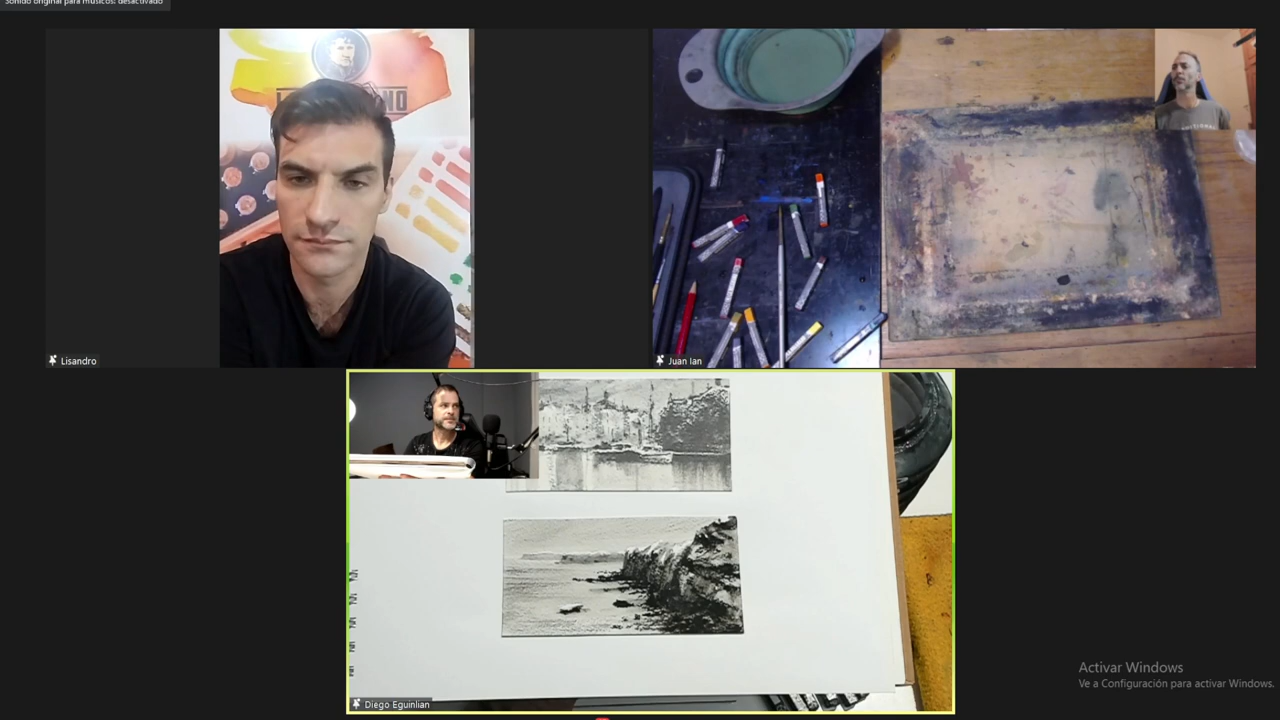 Sonido original para músicos: desactivado
Lisandro
Juan Ian
Diego Eguinlian
Activar Windows
Ve a Configuración para activar Windows.